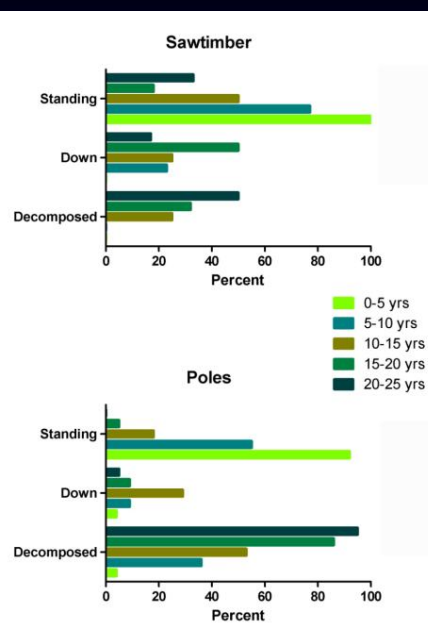 Sawtimber
Standing
Down
Decomposed
0 20 40 60 80 100
Percent
0-5 yrs
5-10 yrs
10-15 yrs
15-20 yrs
20-25 yrs
Poles
Standing
Down
Decomposed
0 20 40 60 80 100
Percent